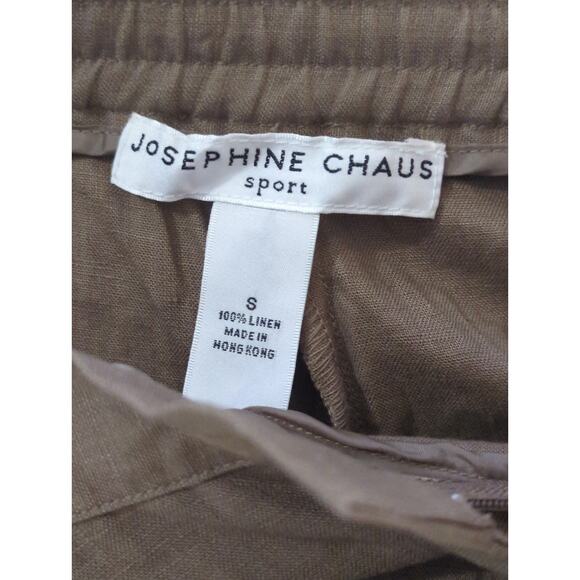 JOSEPHINE CHAUS
sport
S
100% LINEN
MADE IN
HONG KONG